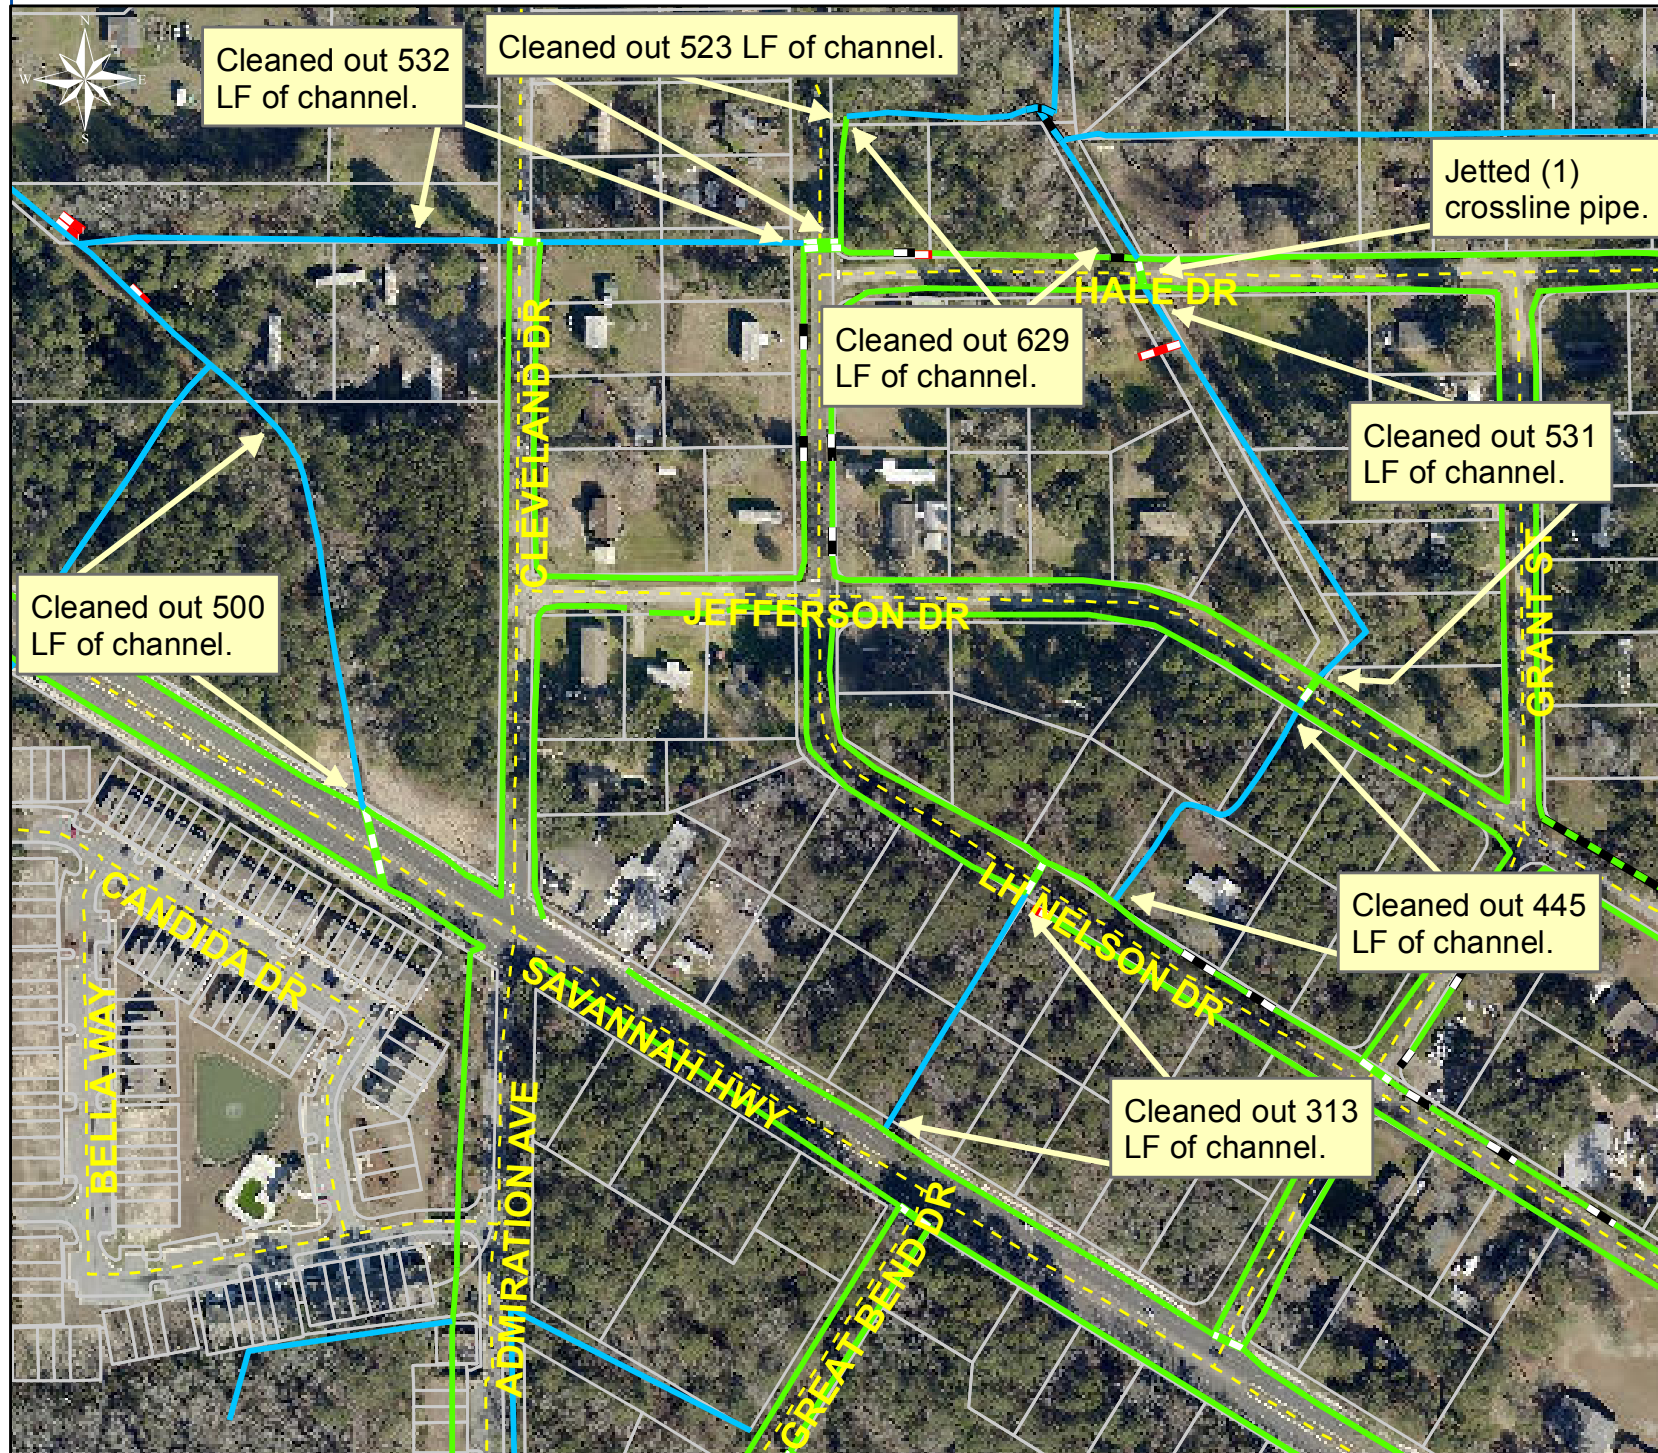 N
W
E
S
Cleaned out 532
LF of channel.
Cleaned out 523 LF of channel.
Jetted (1)
crossline pipe.
HALE DR
Cleaned out 629
LF of channel.
CLEVELAND DR
Cleaned out 531
LF of channel.
Cleaned out 500
LF of channel.
JEFFERSON DR
GRANT ST
CANDIDA DR
LH NELSON DR
Cleaned out 445
LF of channel.
SAVANNAH HWY
BELLA WAY
Cleaned out 313
LF of channel.
ADMIRATION AVE
GREAT BEND DR